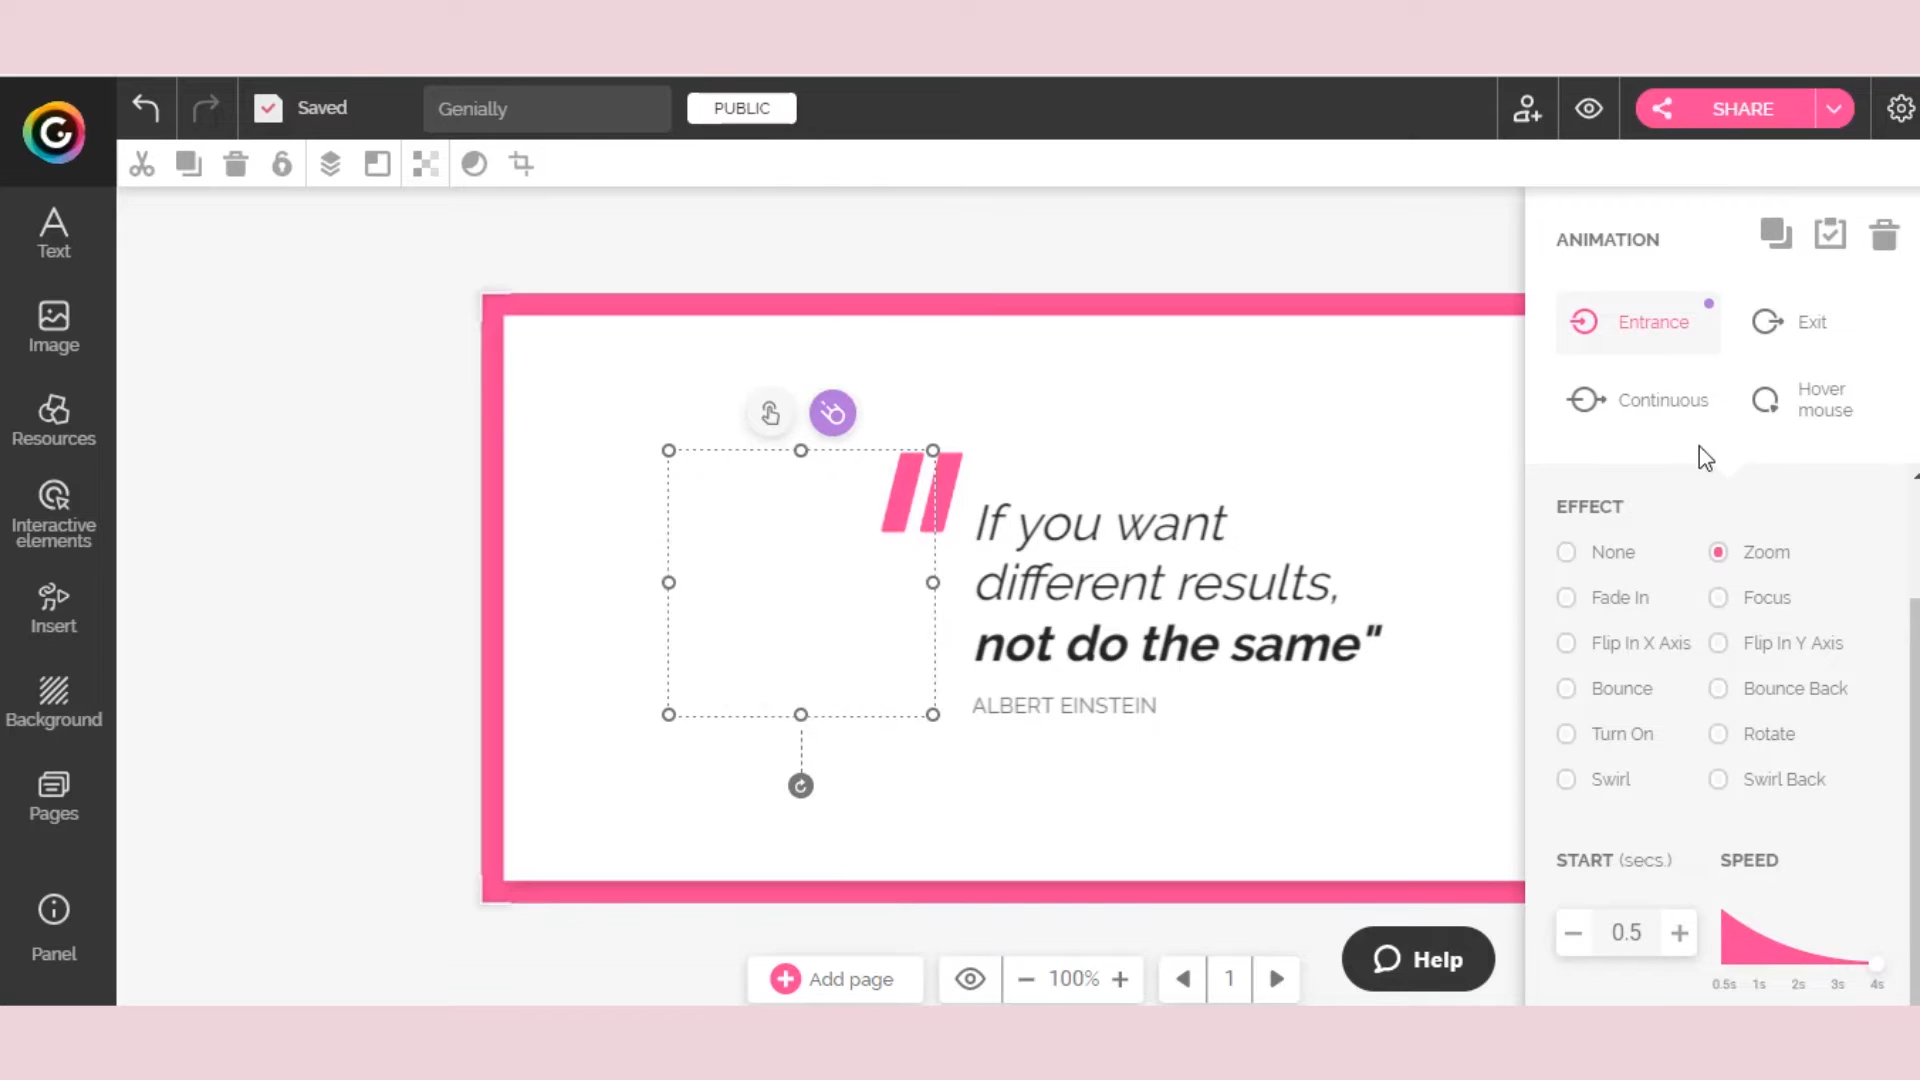 Saved
Genially
PUBLIC
SHARE
Text
Image
Resources
Interactive
elements
Insert
Background
Pages
Panel
"
If you want
different results,
not do the same"
ALBERT EINSTEIN
Add page
100%
1
Help
ANIMATION
Entrance
Exit
Continuous
Hover
mouse
EFFECT
None
Zoom
Fade In
Focus
Flip In X Axis
Flip In Y Axis
Bounce
Bounce Back
Turn On
Rotate
Swirl
Swirl Back
START (secs.)
SPEED
0.5
0.5s 1s 2s 3s 4s